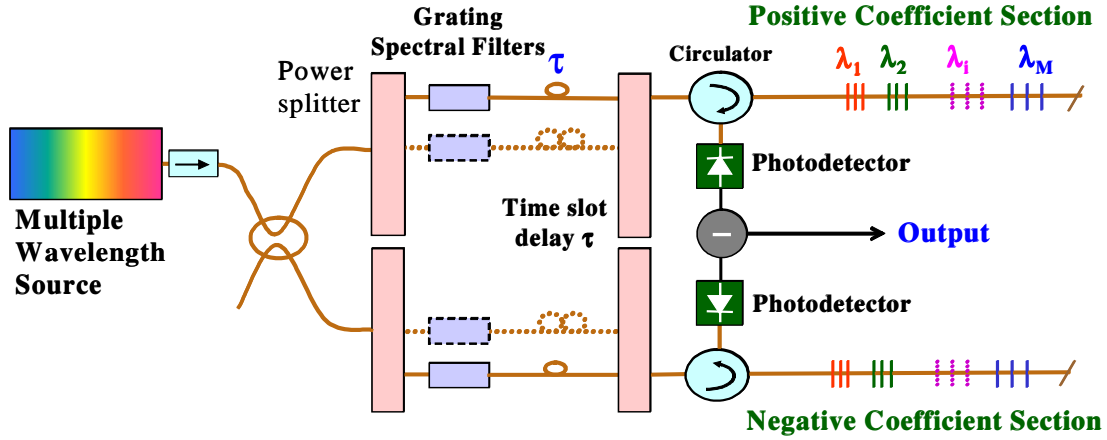 Grating
Spectral Filters
τ
Circulator
Positive Coefficient Section
λ1 λ2 λi λM
Power
splitter
Photodetector
Multiple
Wavelength
Source
Time slot
delay τ
−
Output
Photodetector
Negative Coefficient Section